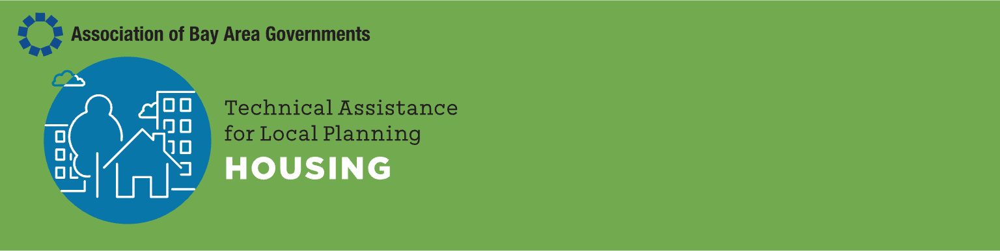 Association of Bay Area Governments
Technical Assistance
for Local Planning
HOUSING